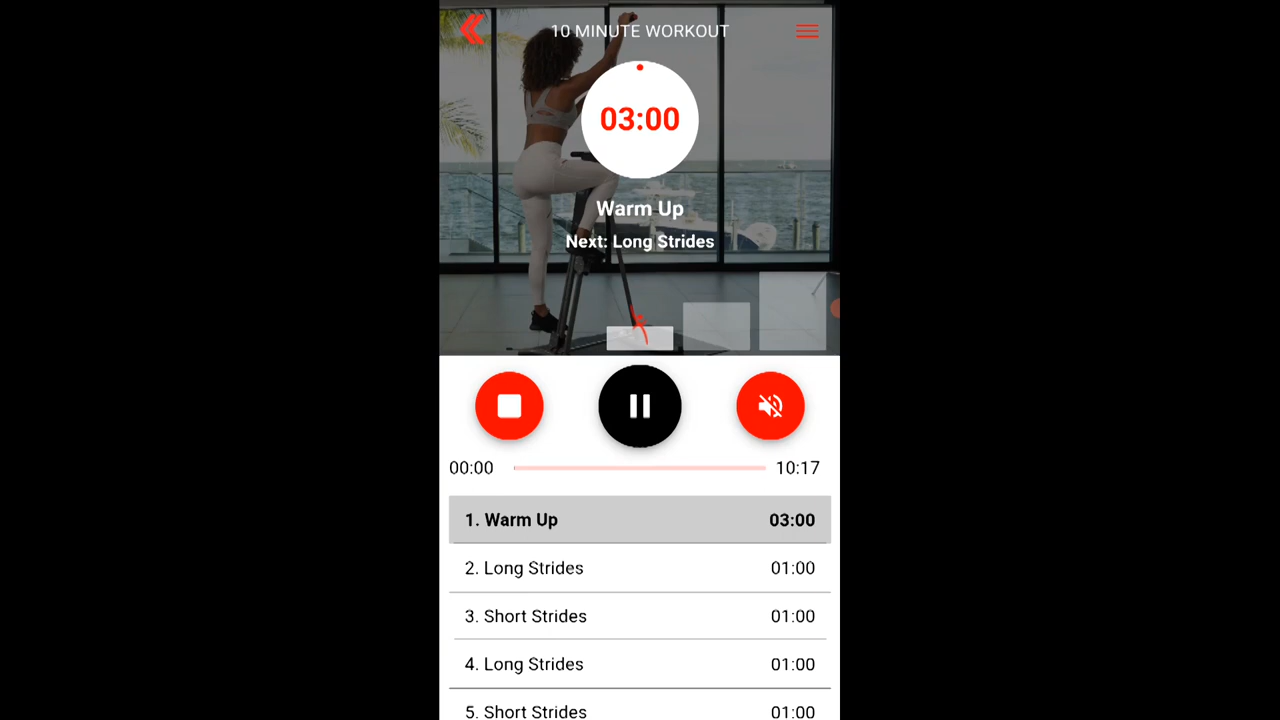 10 MINUTE WORKOUT
03:00
Warm Up
Next: Long Strides
00:00 10:17
1. Warm Up 03:00
2. Long Strides 01:00
3. Short Strides 01:00
4. Long Strides 01:00
5. Short Strides 01:00